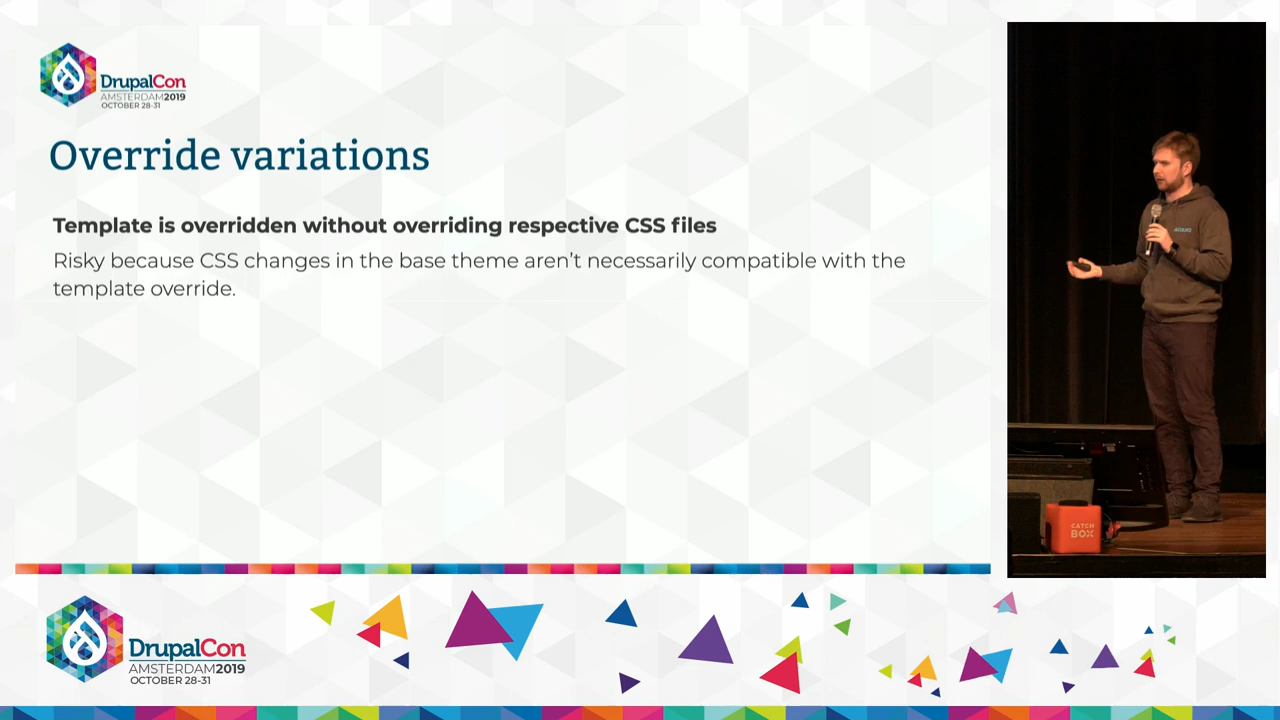 DrupalCon
AMSTERDAM2019
OCTOBER 28-31
Override variations
Template is overridden without overriding respective CSS files
Risky because CSS changes in the base theme aren't necessarily compatible with the
template override.
CATCH
BOX
DrupalCon
AMSTERDAM2019
OCTOBER 28-31